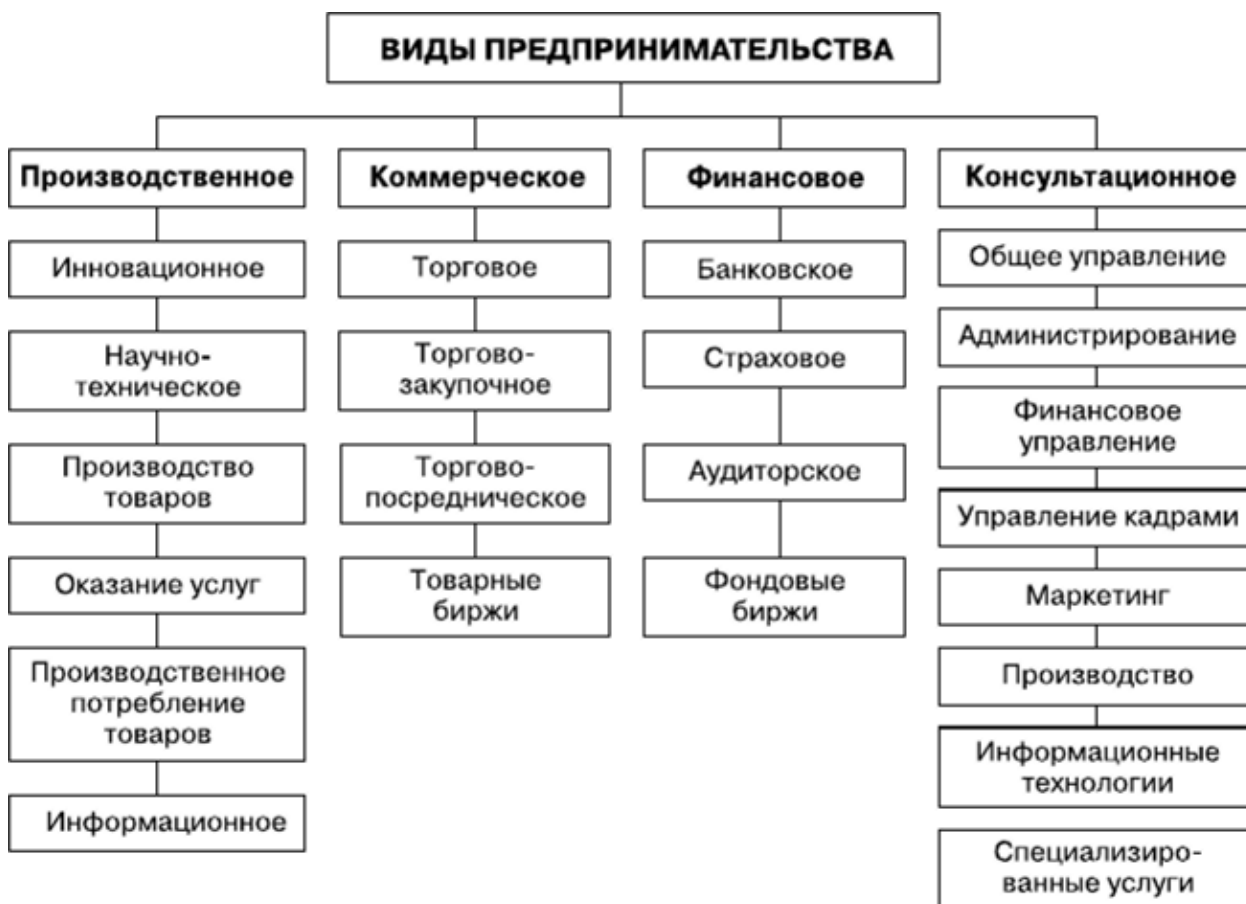 ВИДЫ ПРЕДПРИНИМАТЕЛЬСТВА
Производственное
Инновационное
Научно-
техническое
Производство
товаров
Оказание услуг
Производственное
потребление
товаров
Информационное
Коммерческое
Торговое
Торгово-
закупочное
Торгово-
посредническое
Товарные
биржи
Финансовое
Банковское
Страховое
Аудиторское
Фондовые
биржи
Консультационное
Общее управление
Администрирование
Финансовое
управление
Управление кадрами
Маркетинг
Производство
Информационные
технологии
Специализиро-
ванные услуги